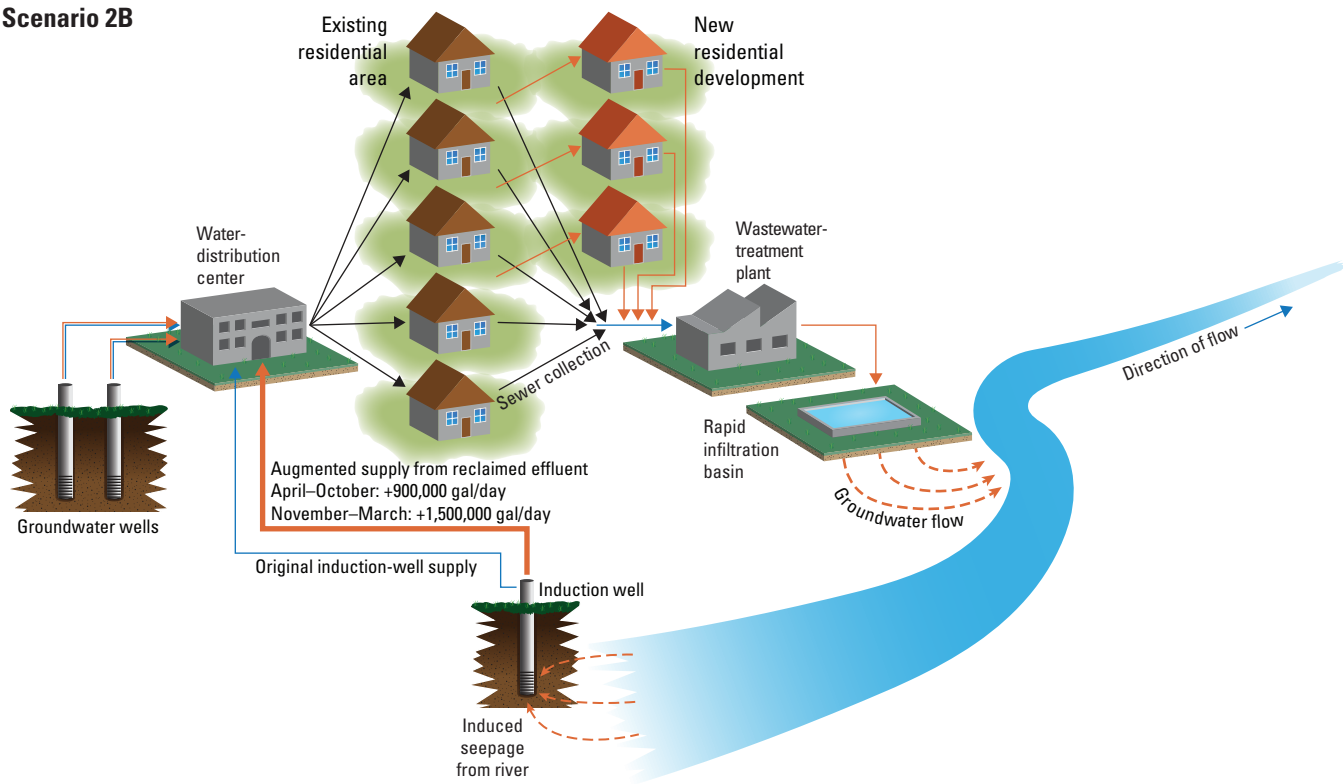 Scenario 2B
Existing
residential
area
New
residential
development
Water-
distribution
center
Wastewater-
treatment
plant
Sewer collection
Direction of flow
Rapid
infiltration
basin
Groundwater flow
Groundwater wells
Augmented supply from reclaimed effluent
April–October: +900,000 gal/day
November–March: +1,500,000 gal/day
Original induction-well supply
Induction well
Induced
seepage
from river